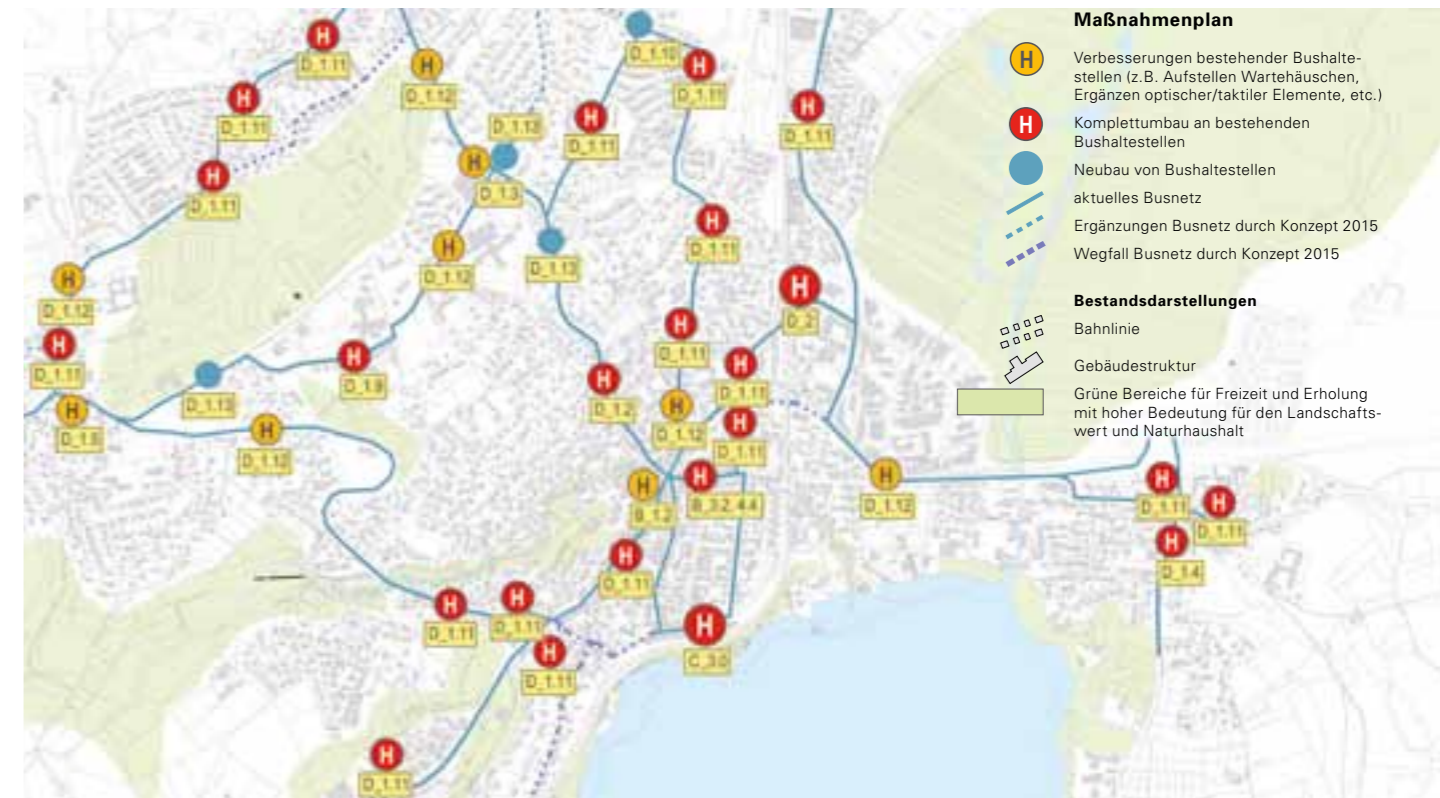 Maßnahmenplan
H Verbesserungen bestehender Bushalte-
stellen (z.B. Aufstellen Wartehäuschen,
Ergänzen optischer/taktiler Elemente, etc.)
H Komplettumbau an bestehenden
Bushaltestellen
Neubau von Bushaltestellen
aktuelles Busnetz
Ergänzungen Busnetz durch Konzept 2015
Wegfall Busnetz durch Konzept 2015
Bestandsdarstellungen
Bahnlinie
Gebäudestruktur
Grüne Bereiche für Freizeit und Erholung
mit hoher Bedeutung für den Landschafts-
wert und Naturhaushalt
H
D_1.11
H
D_1.12
D_1.10
H
D_1.11
H
D_1.11
H
D_1.11
H
D_1.11
D_1.13
H
D_1.3
H
D_1.11
H
D_1.11
H
D_1.12
D_1.13
H
D_1.12
H
D_2
H
D_1.11
H
D_1.11
H
D_1.9
H
D_1.11
D_1.13
H
D_1.2
H
D_1.12
H
D_1.11
H
H
D_1.12
H
B_1.2
H
B_3.2, 4.4
H
D_1.12
H
D_1.11
H
D_1.11
H
D_1.4
H
D_1.11
H
D_1.11
H
D_1.11
H
C_3.0
H
D_1.11
H
D_1.11